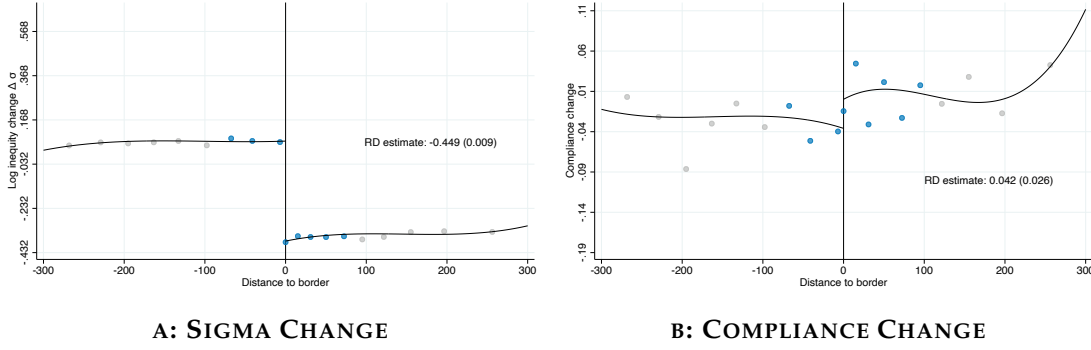 Log inequity change Δ σ
.568
.368
.168
-.032
-.232
-.432
RD estimate: -0.449 (0.009)
-300 -200 -100 0 100 200 300
Distance to border
A: SIGMA CHANGE
Compliance change
.11
.06
.01
-.04
-.09
-.14
-.19
RD estimate: 0.042 (0.026)
-300 -200 -100 0 100 200 300
Distance to border
B: COMPLIANCE CHANGE